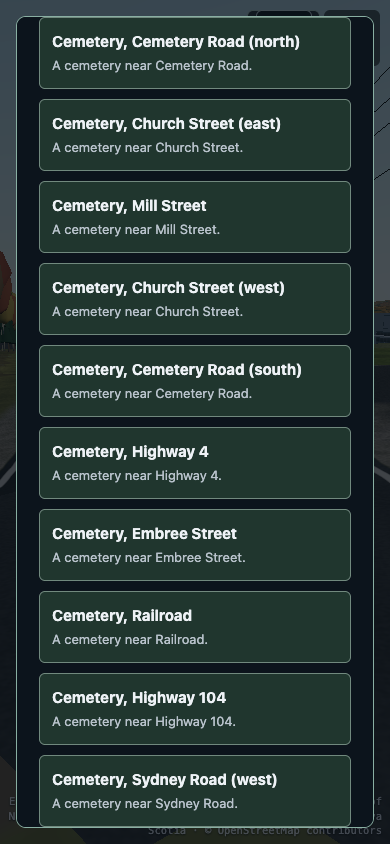 Cemetery, Cemetery Road (north)
A cemetery near Cemetery Road.
Cemetery, Church Street (east)
A cemetery near Church Street.
Cemetery, Mill Street
A cemetery near Mill Street.
Cemetery, Church Street (west)
A cemetery near Church Street.
Cemetery, Cemetery Road (south)
A cemetery near Cemetery Road.
Cemetery, Highway 4
A cemetery near Highway 4.
Cemetery, Embree Street
A cemetery near Embree Street.
Cemetery, Railroad
A cemetery near Railroad.
Cemetery, Highway 104
A cemetery near Highway 104.
Cemetery, Sydney Road (west)
A cemetery near Sydney Road.
Scotia · © OpenStreetMap contributors